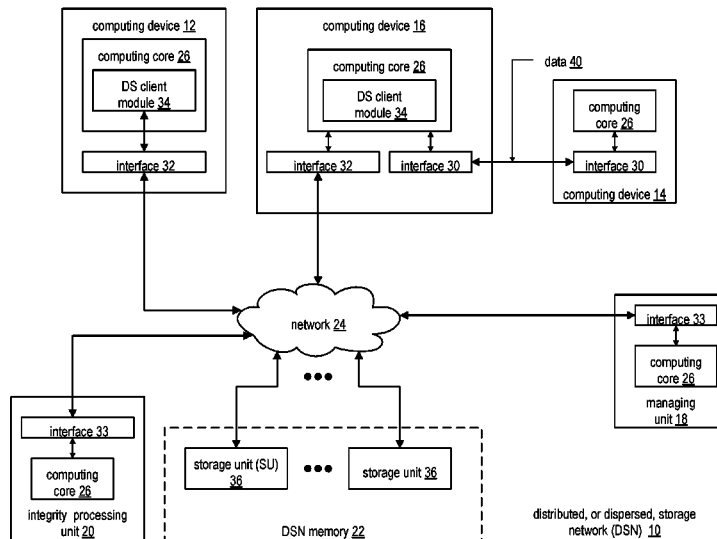 computing device 12
computing core 26
DS client
module 34
interface 32
computing device 16
computing core 26
DS client
module 34
interface 32
interface 30
data 40
computing
core 26
interface 30
computing device 14
network 24
interface 33
computing
core 26
managing
unit 18
interface 33
computing
core 26
integrity processing
unit 20
storage unit (SU)
36
storage unit 36
DSN memory 22
distributed, or dispersed, storage
network (DSN) 10